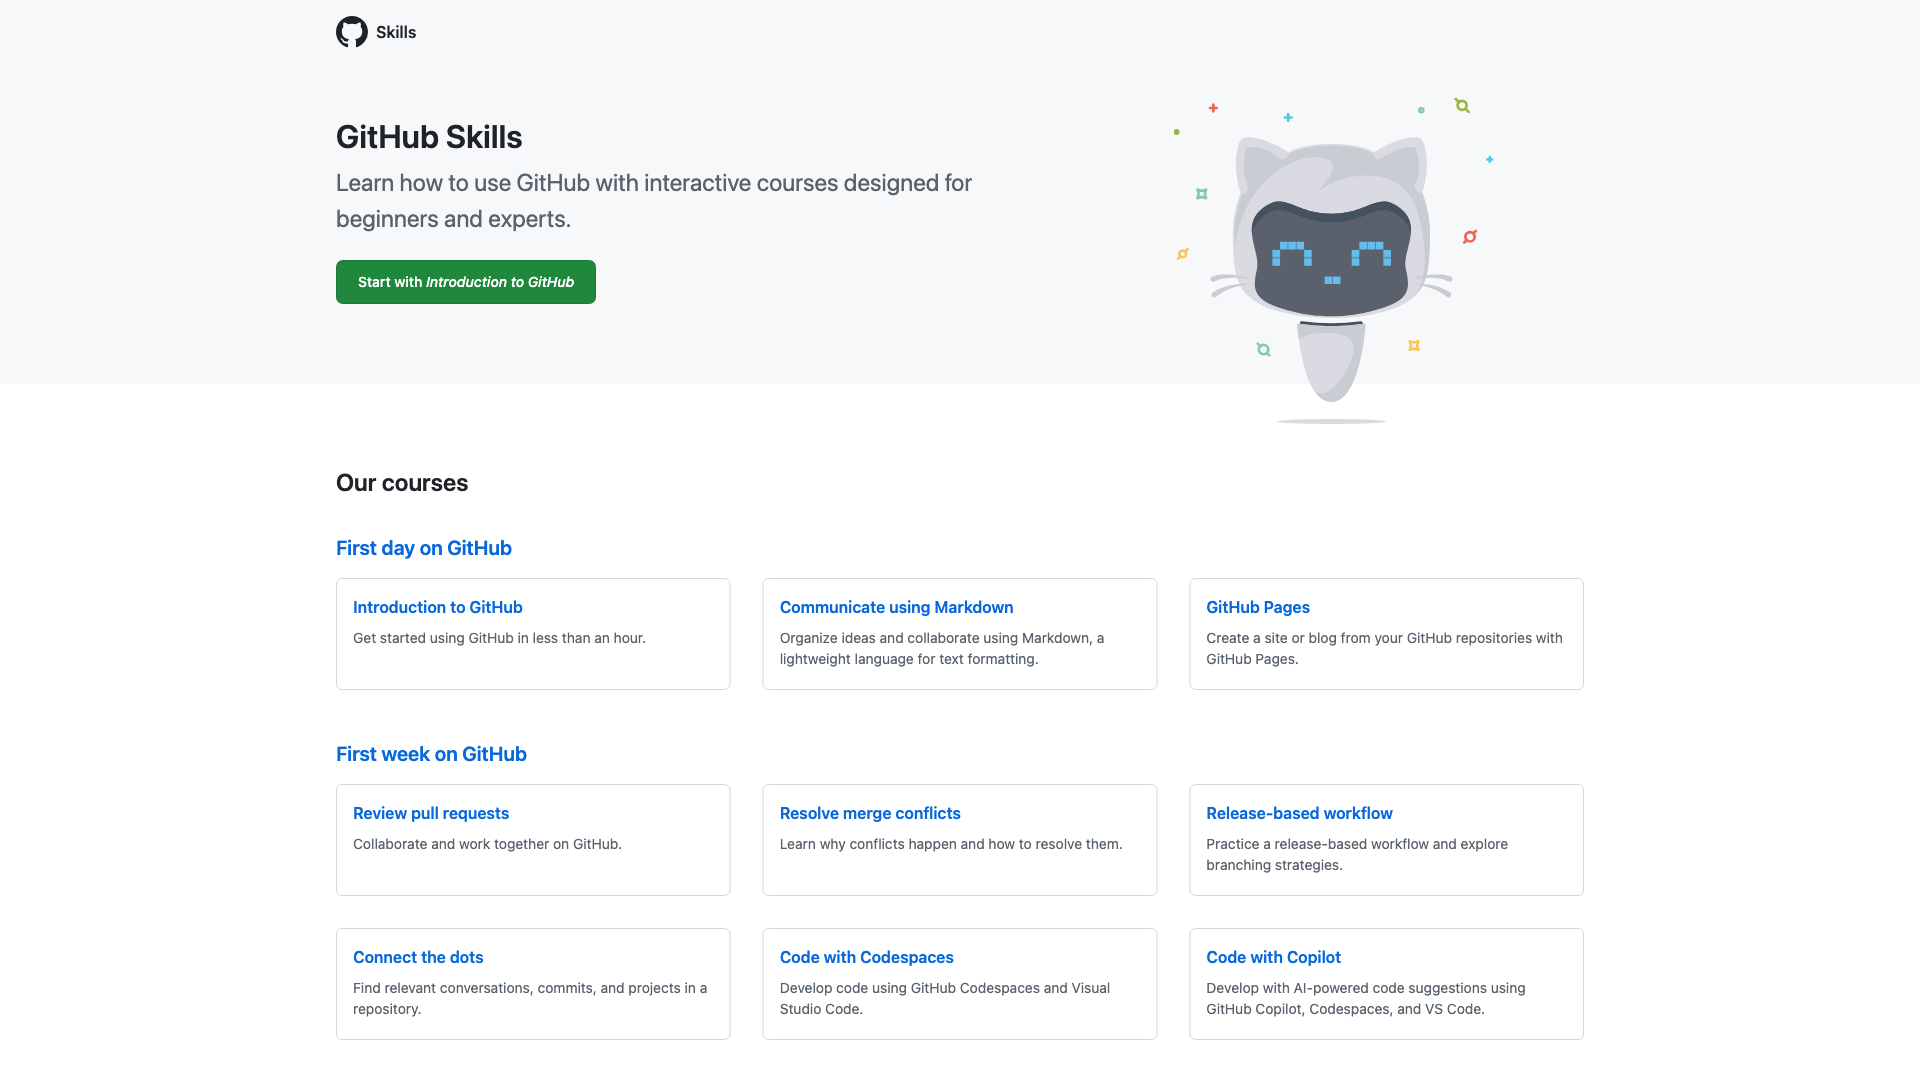 Skills
GitHub Skills
Learn how to use GitHub with interactive courses designed for
beginners and experts.
Start with Introduction to GitHub
Our courses
First day on GitHub
Introduction to GitHub
Get started using GitHub in less than an hour.
Communicate using Markdown
Organize ideas and collaborate using Markdown, a
lightweight language for text formatting.
GitHub Pages
Create a site or blog from your GitHub repositories with
GitHub Pages.
First week on GitHub
Review pull requests
Collaborate and work together on GitHub.
Resolve merge conflicts
Learn why conflicts happen and how to resolve them.
Release-based workflow
Practice a release-based workflow and explore
branching strategies.
Connect the dots
Find relevant conversations, commits, and projects in a
repository.
Code with Codespaces
Develop code using GitHub Codespaces and Visual
Studio Code.
Code with Copilot
Develop with AI-powered code suggestions using
GitHub Copilot, Codespaces, and VS Code.